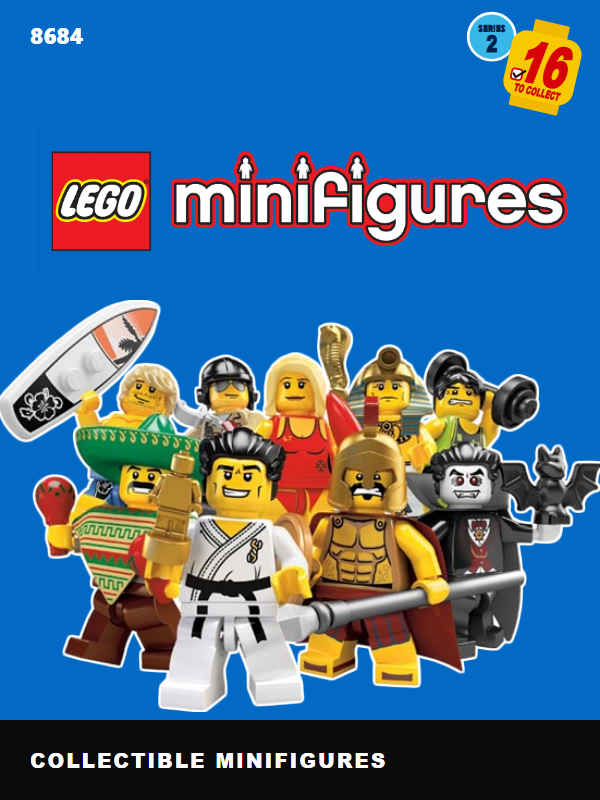 8684
SERIES
2
16
TO COLLECT
LEGO
minifigures
COLLECTIBLE MINIFIGURES